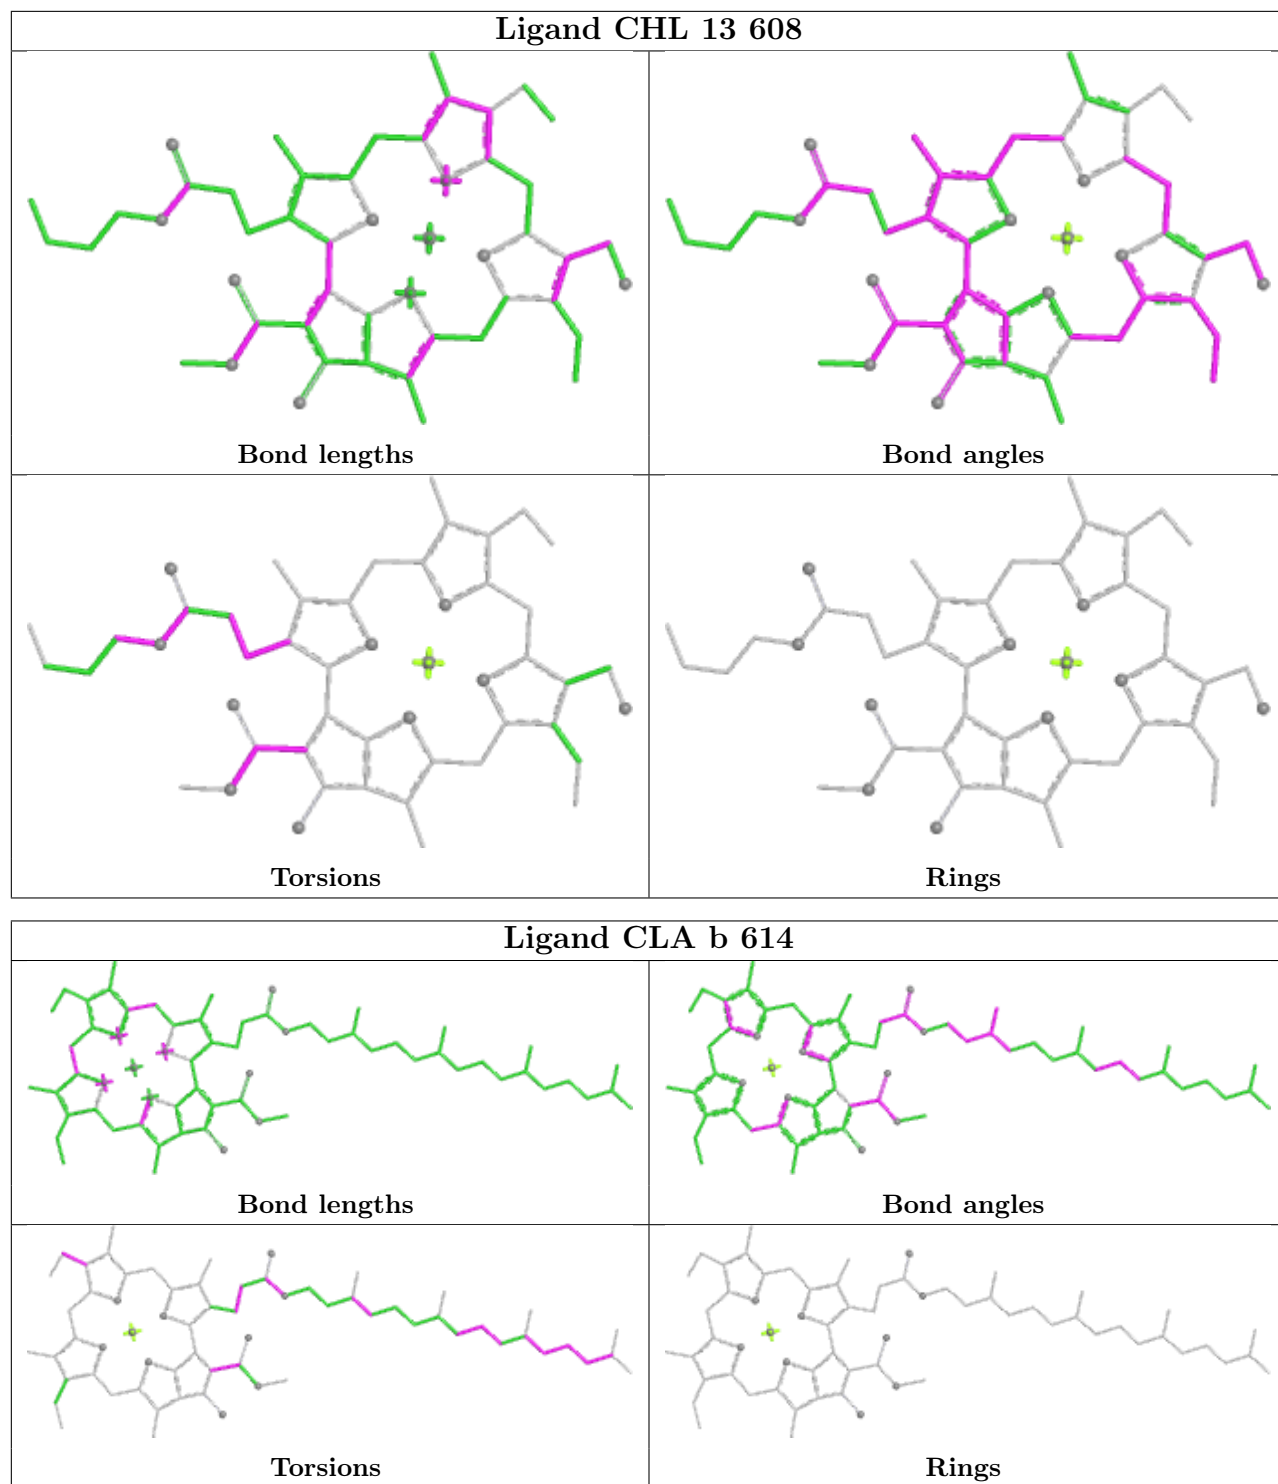 Ligand CHL 13 608
Bond lengths
Bond angles
Torsions
Rings
Ligand CLA b 614
Bond lengths
Bond angles
Torsions
Rings